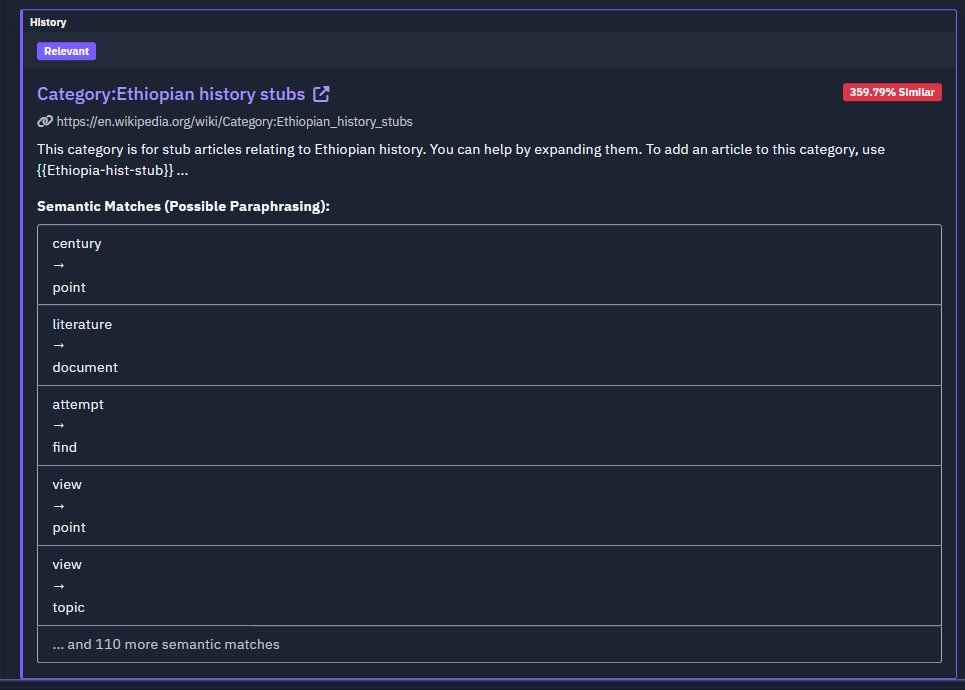 History
Relevant
Category:Ethiopian history stubs
359.79% Similar
https://en.wikipedia.org/wiki/Category:Ethiopian_history_stubs
This category is for stub articles relating to Ethiopian history. You can help by expanding them. To add an article to this category, use
{{Ethiopia-hist-stub}} ...
Semantic Matches (Possible Paraphrasing):
century
→
point
literature
→
document
attempt
→
find
view
→
point
view
→
topic
... and 110 more semantic matches